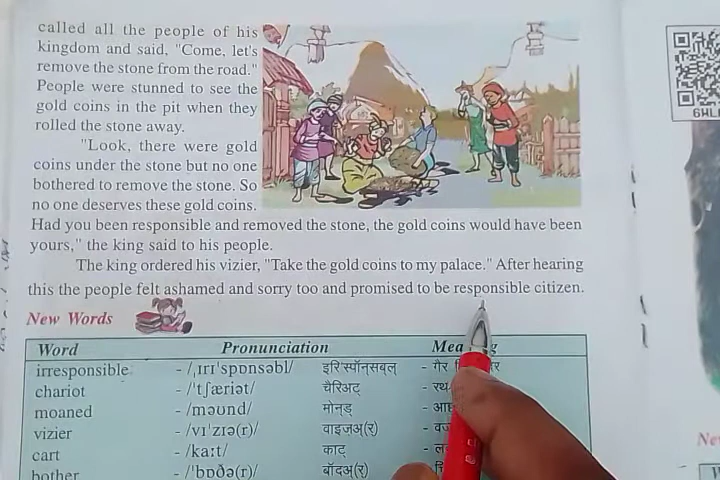 called all the people of his
kingdom and said, "Come, let's
remove the stone from the road."
People were stunned to see the
gold coins in the pit when they
rolled the stone away.
"Look, there were gold
coins under the stone but no one
bothered to remove the stone. So
no one deserves these gold coins.
Had you been responsible and removed the stone, the gold coins would have been
yours," the king said to his people.
The king ordered his vizier, "Take the gold coins to my palace." After hearing
this the people felt ashamed and sorry too and promised to be responsible citizen.
New Words
Word Pronunciation
irresponsible - /ˌɪrɪˈspɒnsəbl/ इरिस्पॉन्सबल् - गैर
chariot - /ˈtʃæriət/ चैरिअट् - रथ
moaned - /məʊnd/ मोन्ड्
vizier - /vɪˈzɪə(r)/ वाइज़अ(र्)
cart - /kaːt/ काट्
bother - /ˈbɒðə(r)/ बॉदअ(र्)